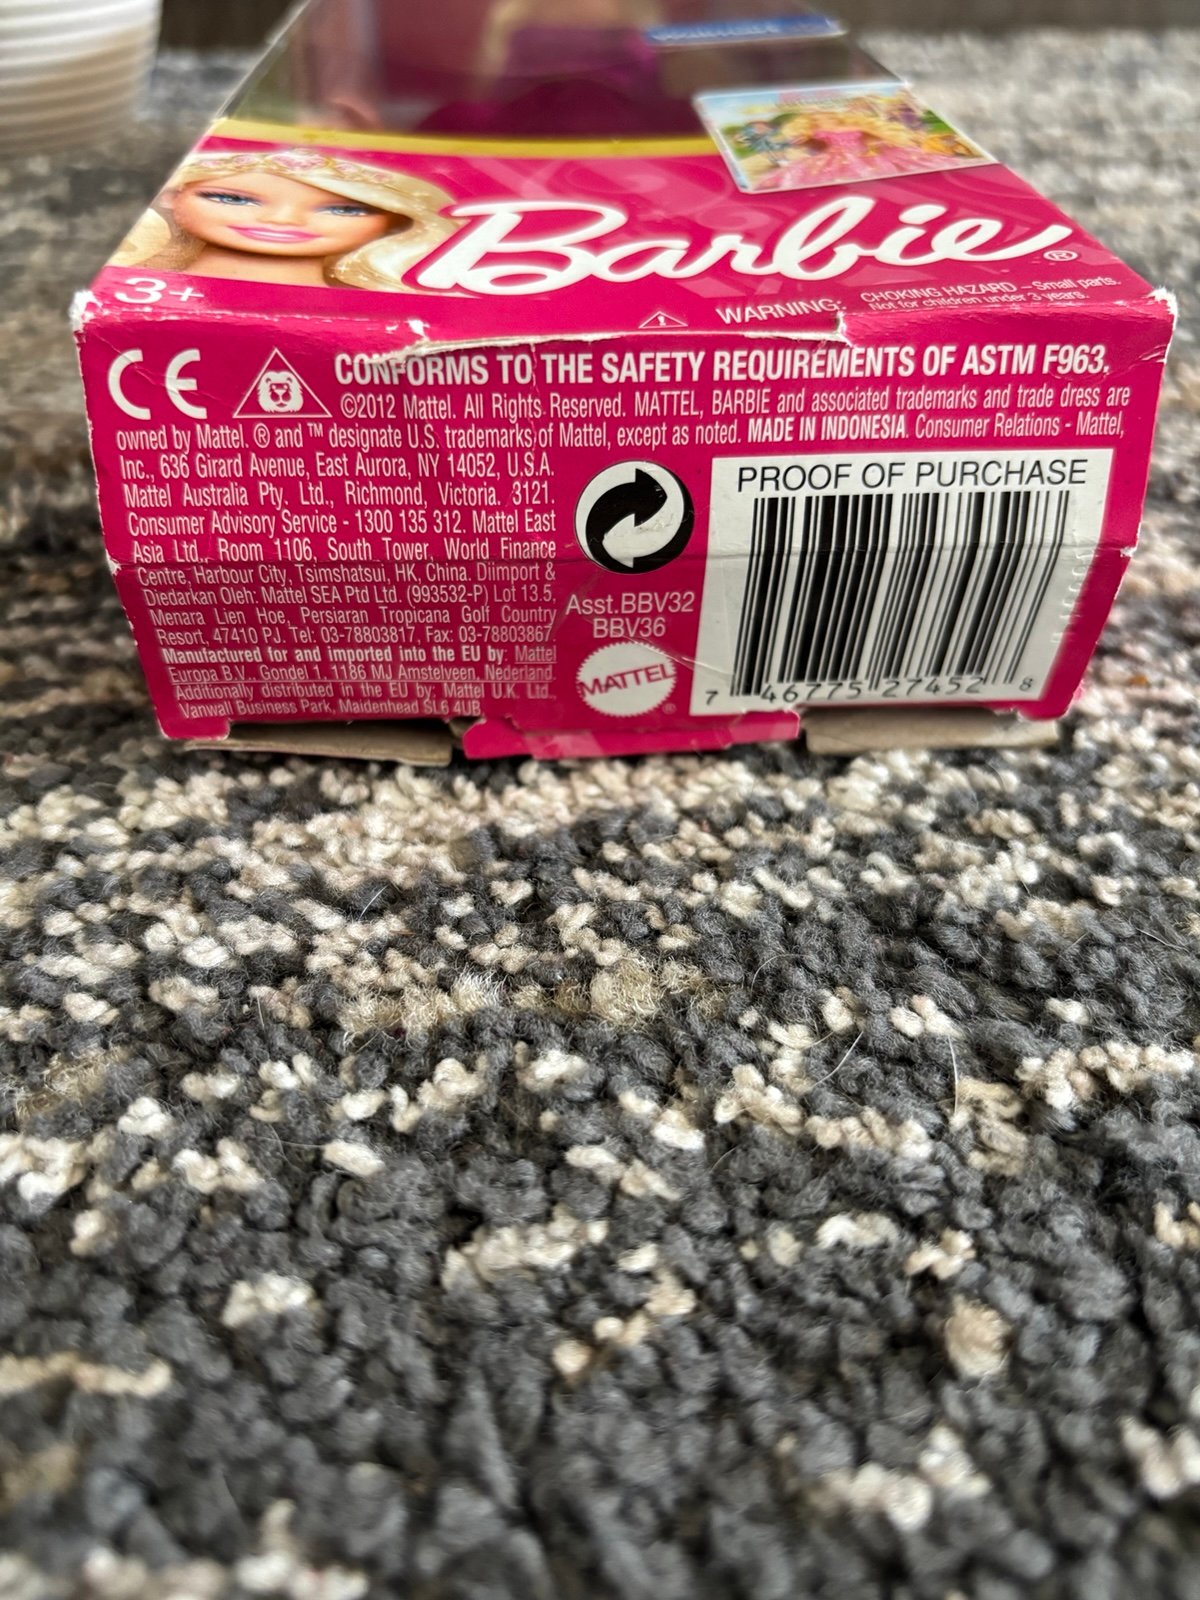 Barbie®
3+
WARNING: CHOKING HAZARD – Small parts.
Not for children under 3 years.
CE CONFORMS TO THE SAFETY REQUIREMENTS OF ASTM F963.
©2012 Mattel. All Rights Reserved. MATTEL, BARBIE and associated trademarks and trade dress are
owned by Mattel. ® and ™ designate U.S. trademarks of Mattel, except as noted. MADE IN INDONESIA. Consumer Relations - Mattel,
Inc., 636 Girard Avenue, East Aurora, NY 14052, U.S.A.
Mattel Australia Pty. Ltd., Richmond, Victoria. 3121.
Consumer Advisory Service - 1300 135 312. Mattel East
Asia Ltd., Room 1106, South Tower, World Finance
Centre, Harbour City, Tsimshatsui, HK, China. Diimport &
Diedarkan Oleh: Mattel SEA Ptd Ltd. (993532-P) Lot 13.5,
Menara Lien Hoe, Persiaran Tropicana Golf Country
Resort, 47410 PJ. Tel: 03-78803817, Fax: 03-78803867.
Manufactured for and imported into the EU by: Mattel
Europa B.V., Gondel 1, 1186 MJ Amstelveen, Nederland.
Additionally distributed in the EU by: Mattel U.K. Ltd.,
Vanwall Business Park, Maidenhead SL6 4UB
Asst.BBV32
BBV36
MATTEL®
PROOF OF PURCHASE
7 46775 27452 8